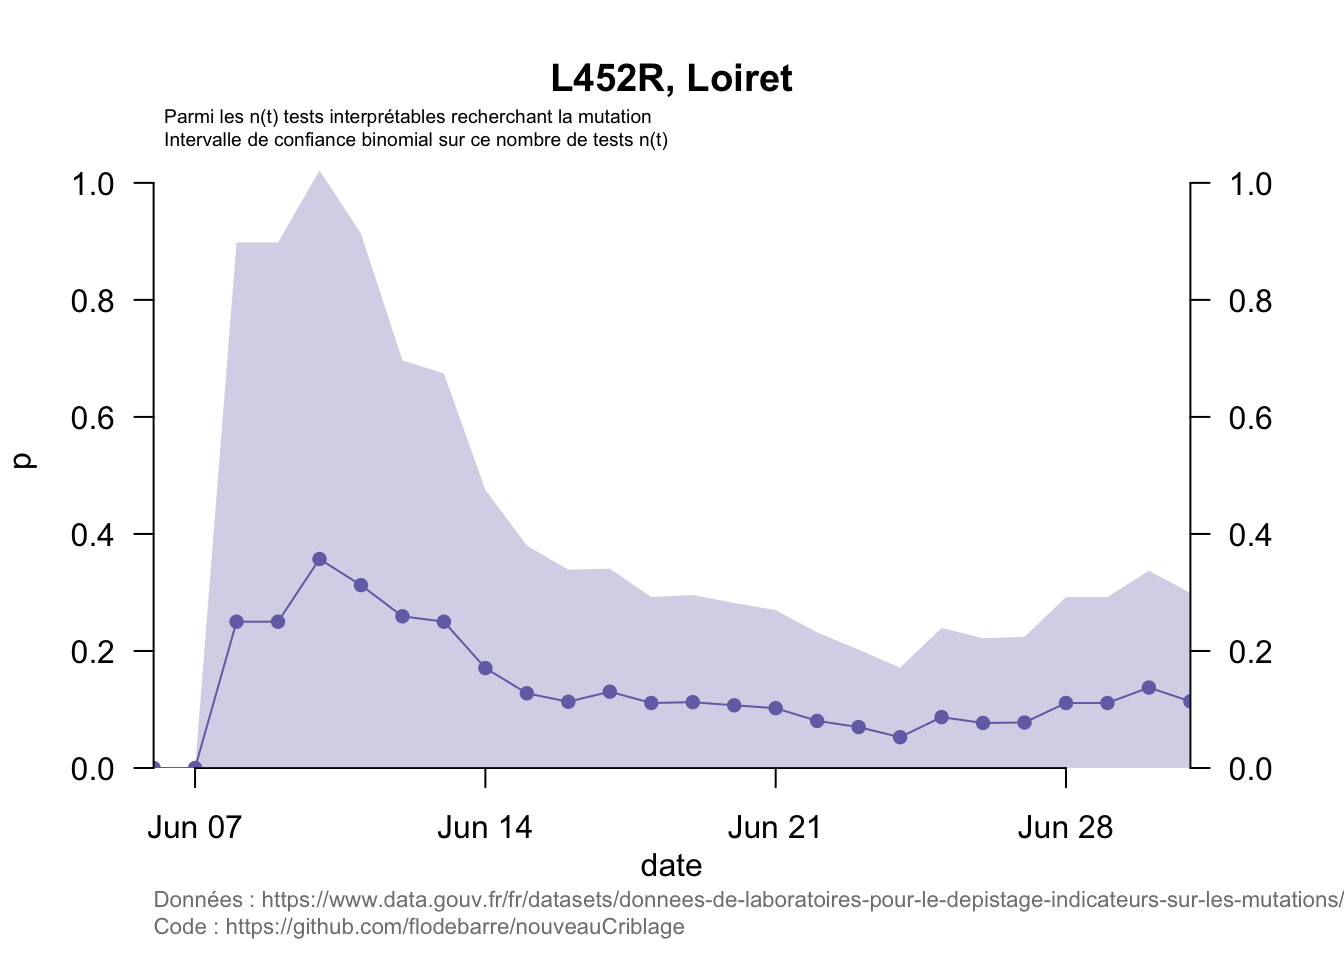 L452R, Loiret
Parmi les n(t) tests interprétables recherchant la mutation
Intervalle de confiance binomial sur ce nombre de tests n(t)
1.0 1.0
0.8 0.8
0.6 0.6
p
0.4 0.4
0.2 0.2
0.0 0.0
Jun 07 Jun 14 Jun 21 Jun 28
date
Données : https://www.data.gouv.fr/fr/datasets/donnees-de-laboratoires-pour-le-depistage-indicateurs-sur-les-mutations/
Code : https://github.com/flodebarre/nouveauCriblage